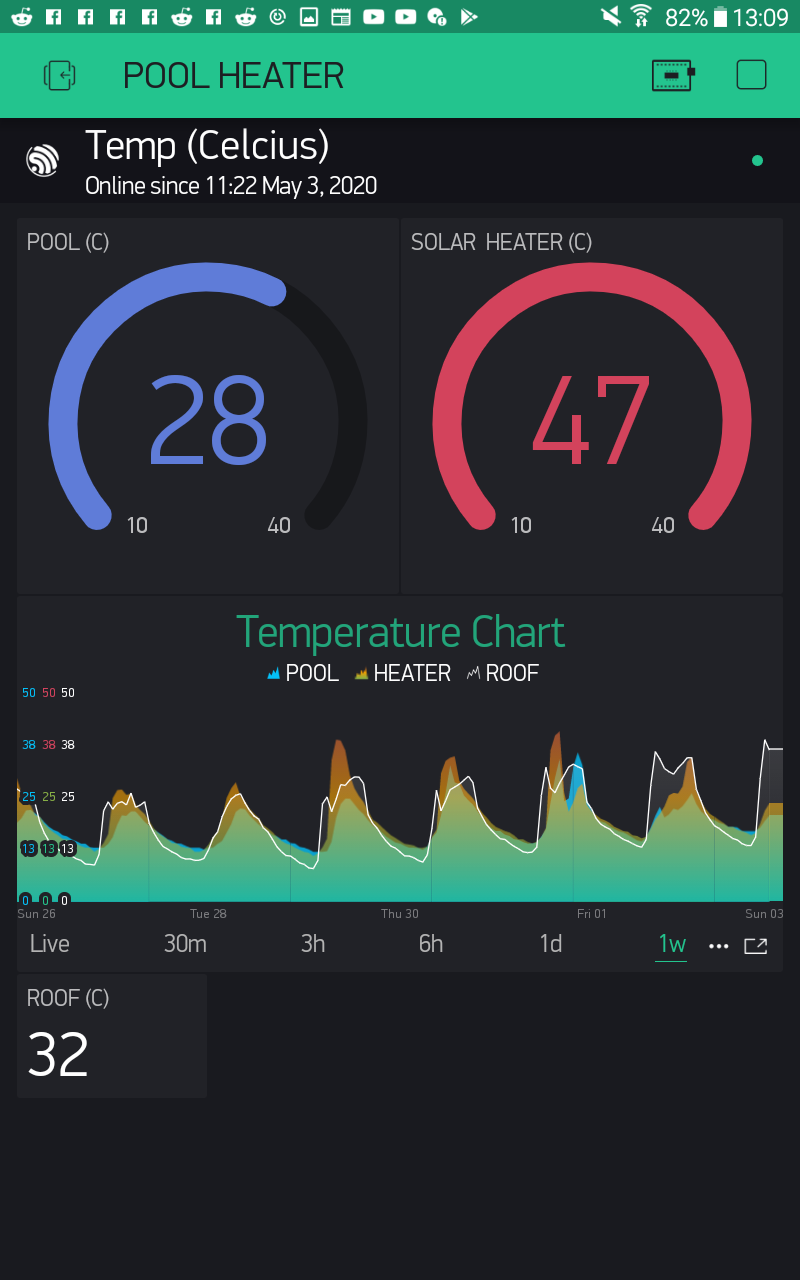 82% 13:09
POOL HEATER
Temp (Celcius)
Online since 11:22 May 3, 2020
POOL (C)
28
10 40
SOLAR HEATER (C)
47
10 40
Temperature Chart
POOL HEATER ROOF
50 50 50
38 38 38
25 25 25
13 13 13
0 0 0
Sun 26 Tue 28 Thu 30 Fri 01 Sun 03
Live 30m 3h 6h 1d 1w
ROOF (C)
32